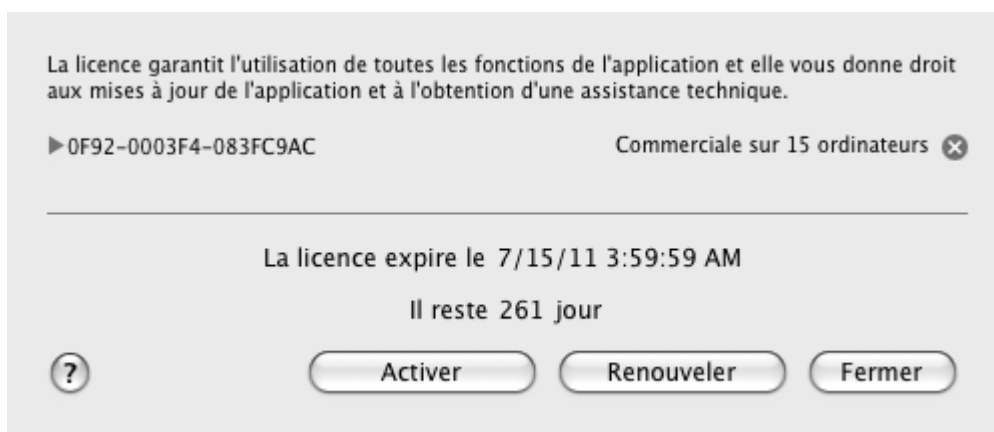 La licence garantit l'utilisation de toutes les fonctions de l'application et elle vous donne droit
aux mises à jour de l'application et à l'obtention d'une assistance technique.
0F92-0003F4-083FC9AC Commerciale sur 15 ordinateurs
La licence expire le 7/15/11 3:59:59 AM
Il reste 261 jour
? Activer Renouveler Fermer